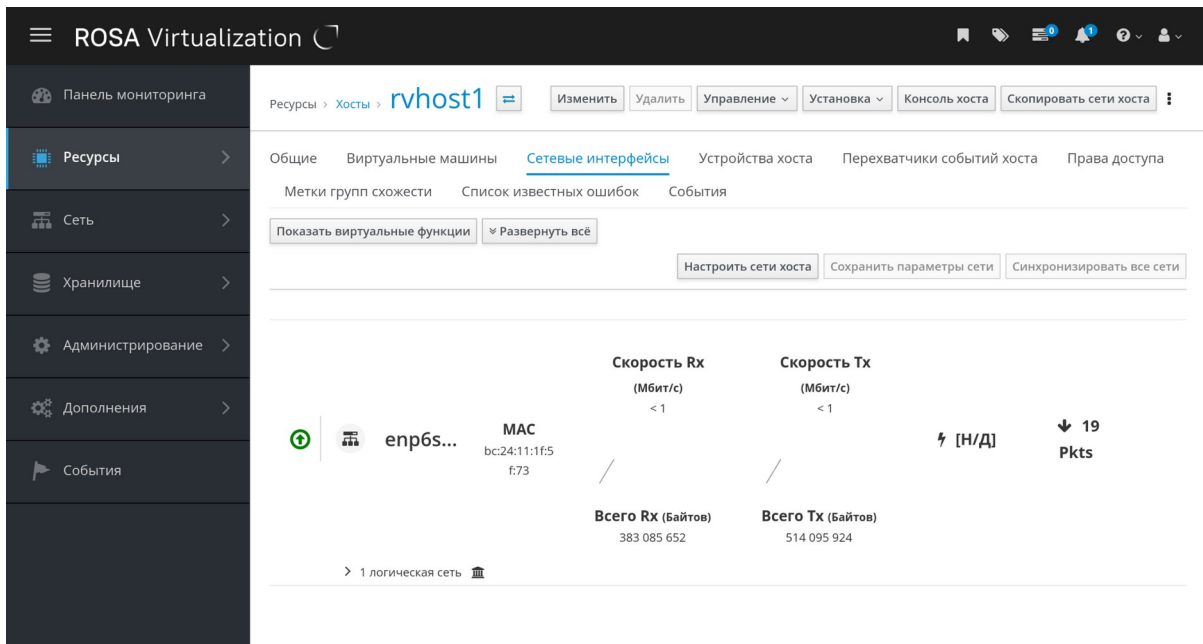 ROSA Virtualization
0
1
Панель мониторинга
Ресурсы
Сеть
Хранилище
Администрирование
Дополнения
События
Ресурсы > Хосты > rvhost1
Изменить Удалить Управление Установка Консоль хоста Скопировать сети хоста
Общие Виртуальные машины Сетевые интерфейсы Устройства хоста Перехватчики событий хоста Права доступа
Метки групп схожести Список известных ошибок События
Показать виртуальные функции Развернуть всё
Настроить сети хоста Сохранить параметры сети Синхронизировать все сети
enp6s...
MAC
bc:24:11:1f:5
f:73
Скорость Rx
(Мбит/с)
< 1
/
Всего Rx (Байтов)
383 085 652
Скорость Tx
(Мбит/с)
< 1
/
Всего Tx (Байтов)
514 095 924
[Н/Д]
19
Pkts
1 логическая сеть